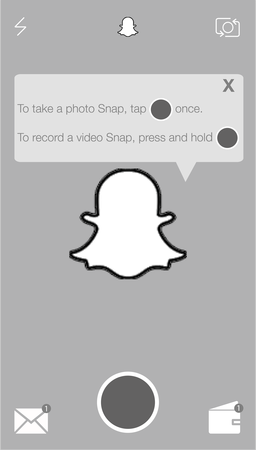 X
To take a photo Snap, tap once.
To record a video Snap, press and hold
1
1